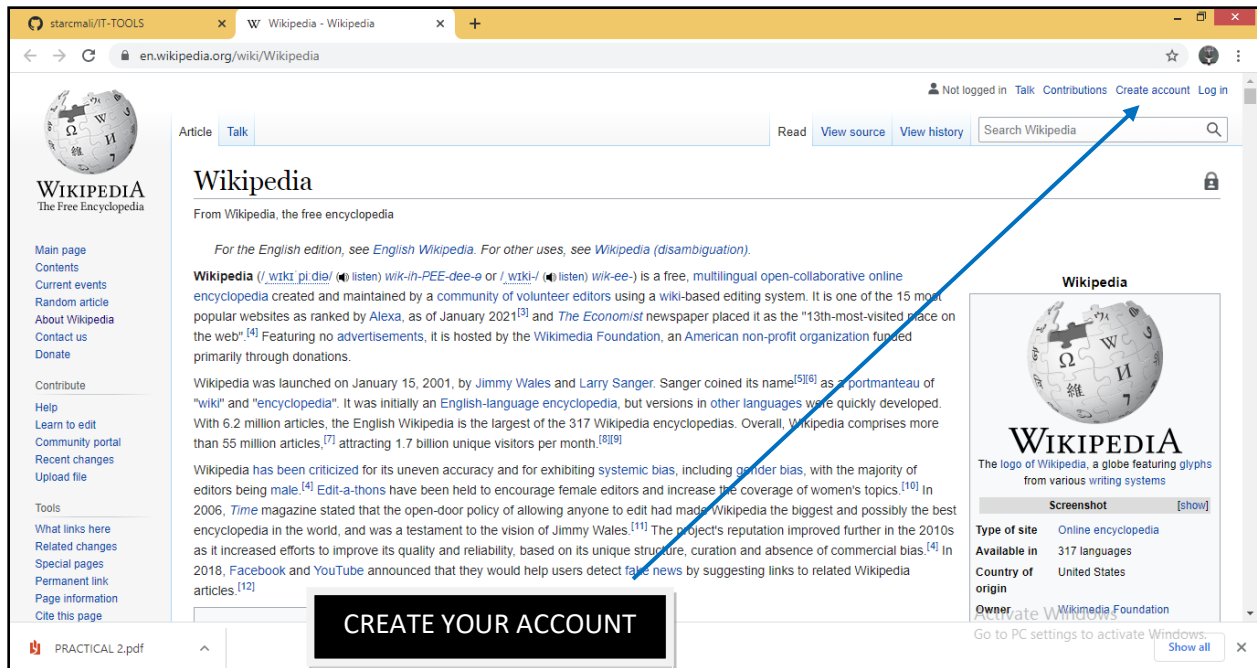 starcmali/IT-TOOLS
Wikipedia - Wikipedia
en.wikipedia.org/wiki/Wikipedia
Not logged in Talk Contributions Create account Log in
Article Talk
Read View source View history Search Wikipedia
WIKIPEDIA
The Free Encyclopedia
Main page
Contents
Current events
Random article
About Wikipedia
Contact us
Donate
Contribute
Help
Learn to edit
Community portal
Recent changes
Upload file
Tools
What links here
Related changes
Special pages
Permanent link
Page information
Cite this page
Wikipedia
From Wikipedia, the free encyclopedia
For the English edition, see English Wikipedia. For other uses, see Wikipedia (disambiguation).
Wikipedia (/ˌwɪkɪˈpiːdiə/ (listen) wik-ih-PEE-dee-ə or /ˌwɪki-/ (listen) wik-ee-) is a free, multilingual open-collaborative online
encyclopedia created and maintained by a community of volunteer editors using a wiki-based editing system. It is one of the 15 most
popular websites as ranked by Alexa, as of January 2021[3] and The Economist newspaper placed it as the "13th-most-visited place on
the web".[4] Featuring no advertisements, it is hosted by the Wikimedia Foundation, an American non-profit organization funded
primarily through donations.
Wikipedia was launched on January 15, 2001, by Jimmy Wales and Larry Sanger. Sanger coined its name[5][6] as a portmanteau of
"wiki" and "encyclopedia". It was initially an English-language encyclopedia, but versions in other languages were quickly developed.
With 6.2 million articles, the English Wikipedia is the largest of the 317 Wikipedia encyclopedias. Overall, Wikipedia comprises more
than 55 million articles,[7] attracting 1.7 billion unique visitors per month.[8][9]
Wikipedia has been criticized for its uneven accuracy and for exhibiting systemic bias, including gender bias, with the majority of
editors being male.[4] Edit-a-thons have been held to encourage female editors and increase the coverage of women's topics.[10] In
2006, Time magazine stated that the open-door policy of allowing anyone to edit had made Wikipedia the biggest and possibly the best
encyclopedia in the world, and was a testament to the vision of Jimmy Wales.[11] The project's reputation improved further in the 2010s
as it increased efforts to improve its quality and reliability, based on its unique structure, curation and absence of commercial bias.[4] In
2018, Facebook and YouTube announced that they would help users detect fake news by suggesting links to related Wikipedia
articles.[12]
Wikipedia
Ω W И 維 7
WIKIPEDIA
The logo of Wikipedia, a globe featuring glyphs
from various writing systems
Screenshot [show]
Type of site Online encyclopedia
Available in 317 languages
Country of origin United States
Owner Wikimedia Foundation
CREATE YOUR ACCOUNT
Activate Windows
Go to PC settings to activate Windows.
PRACTICAL 2.pdf
Show all